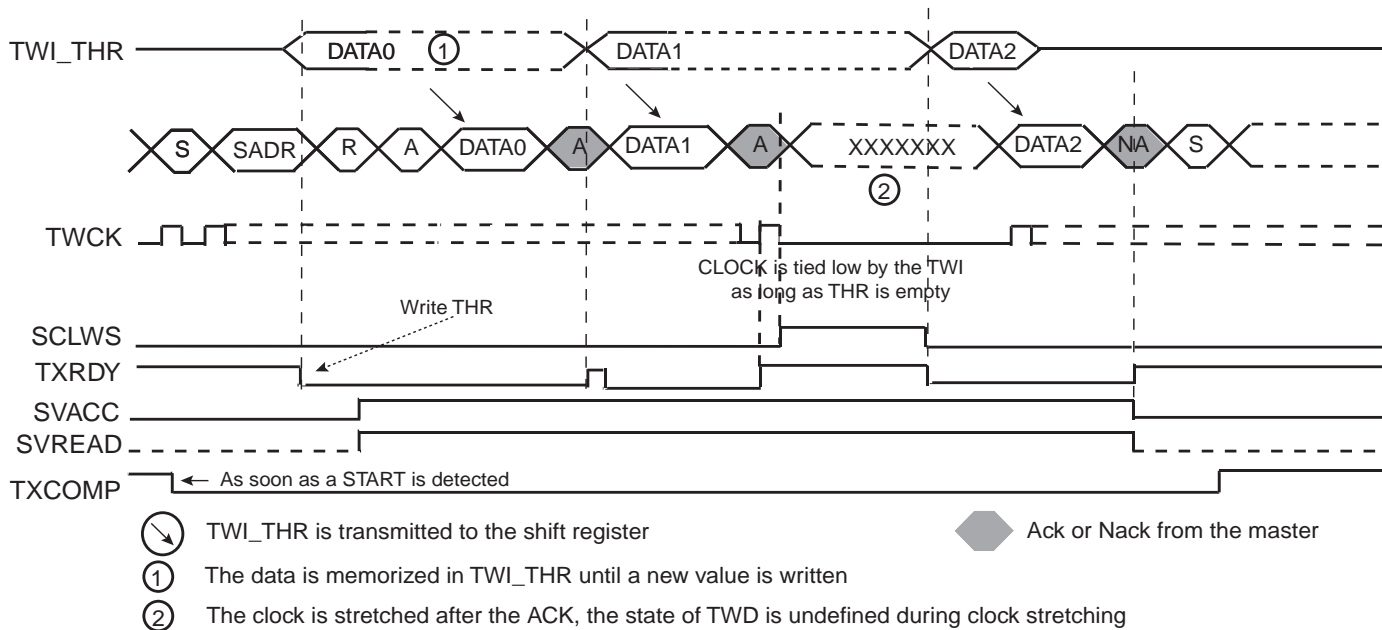 TWI_THR DATA0 1 DATA1 DATA2
S SADR R A DATA0 A DATA1 A XXXXXXX DATA2 NA S
2
TWCK
CLOCK is tied low by the TWI
as long as THR is empty
Write THR
SCLWS
TXRDY
SVACC
SVREAD
TXCOMP As soon as a START is detected
TWI_THR is transmitted to the shift register Ack or Nack from the master
1 The data is memorized in TWI_THR until a new value is written
2 The clock is stretched after the ACK, the state of TWD is undefined during clock stretching